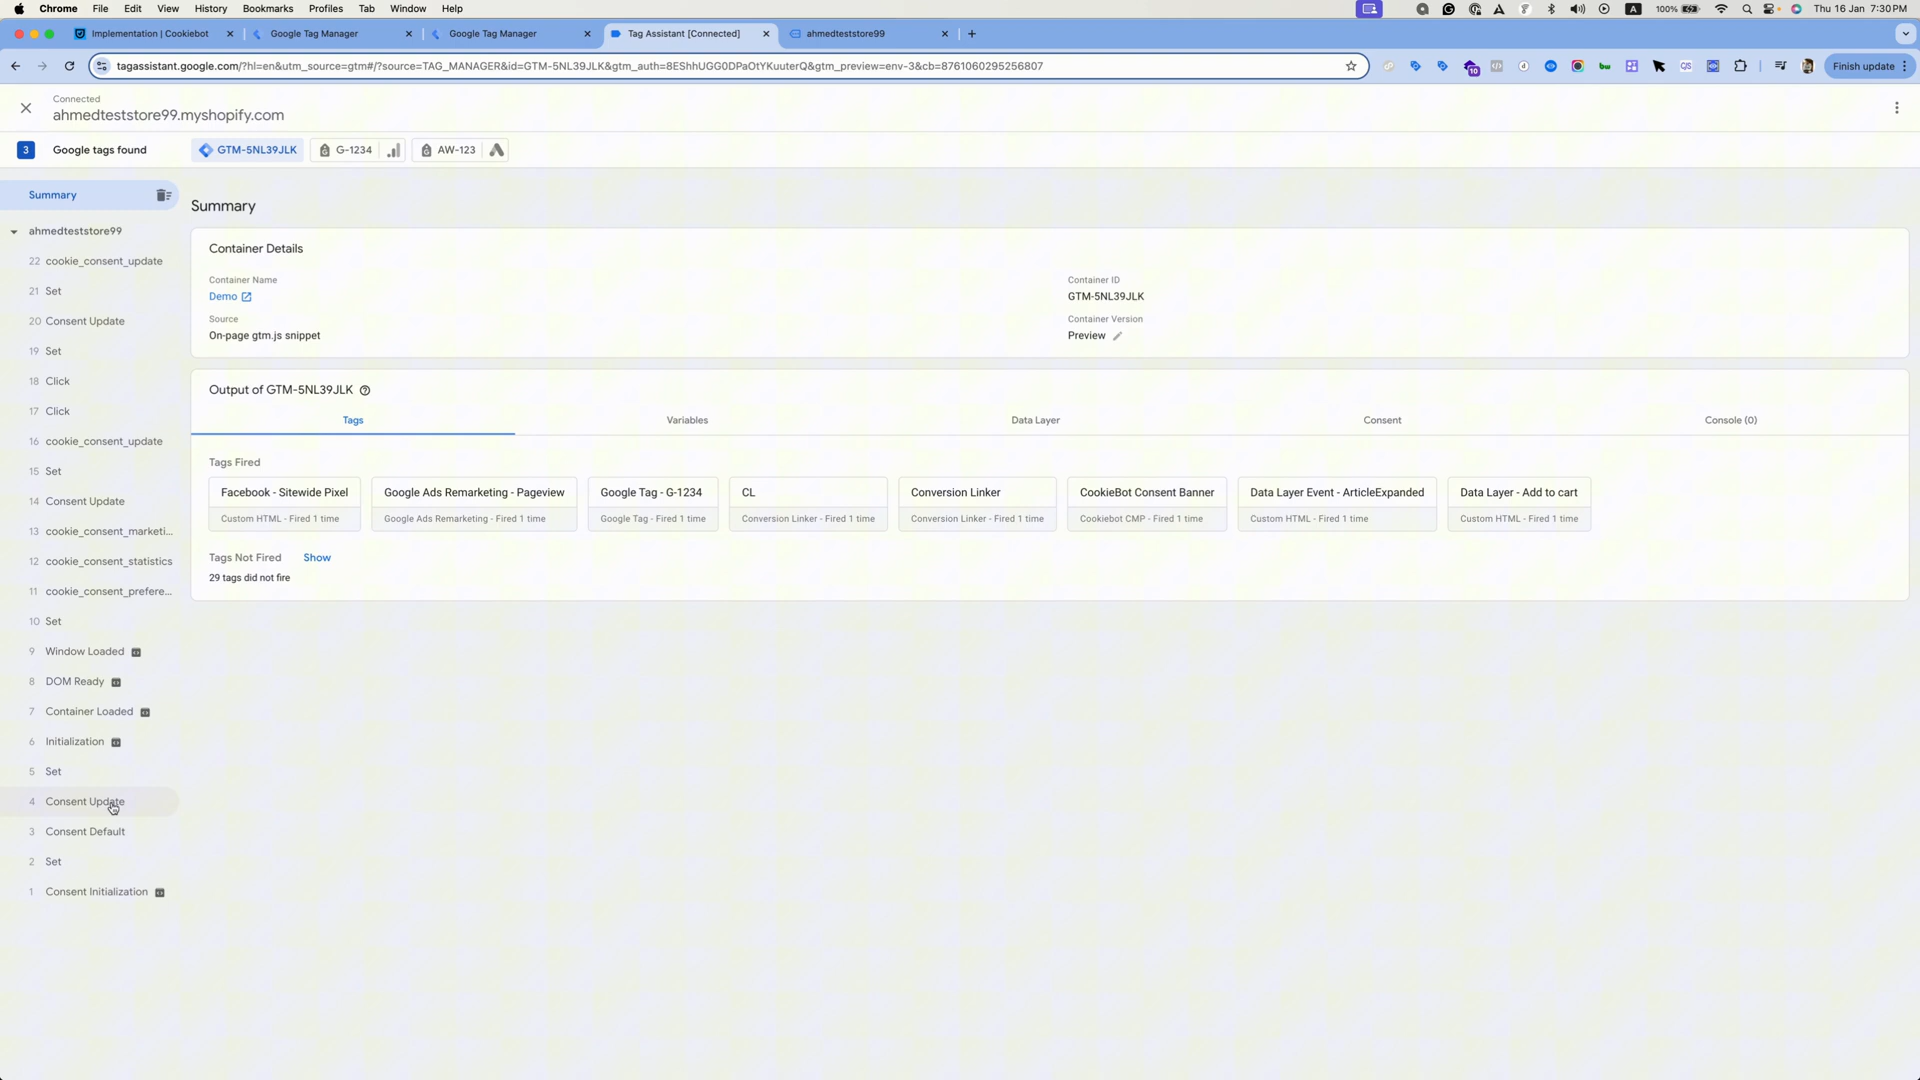 Chrome File Edit View History Bookmarks Profiles Tab Window Help 100% Thu 16 Jan 7:30 PM
Implementation | Cookiebot Google Tag Manager Google Tag Manager Tag Assistant [Connected] ahmedteststore99
tagassistant.google.com/?hl=en&utm_source=gtm#/?source=TAG_MANAGER&id=GTM-5NL39JLK&gtm_auth=8EShhUGG0DPaOtYKuuterQ&gtm_preview=env-3&cb=8761060295256807 10 Finish update
Connected
ahmedteststore99.myshopify.com
3 Google tags found GTM-5NL39JLK G-1234 AW-123
Summary
ahmedteststore99
22 cookie_consent_update
21 Set
20 Consent Update
19 Set
18 Click
17 Click
16 cookie_consent_update
15 Set
14 Consent Update
13 cookie_consent_marketi...
12 cookie_consent_statistics
11 cookie_consent_prefere...
10 Set
9 Window Loaded
8 DOM Ready
7 Container Loaded
6 Initialization
5 Set
4 Consent Update
3 Consent Default
2 Set
1 Consent Initialization
Summary
Container Details
Container Name
Demo
Source
On-page gtm.js snippet
Container ID
GTM-5NL39JLK
Container Version
Preview
Output of GTM-5NL39JLK
Tags Variables Data Layer Consent Console (0)
Tags Fired
Facebook - Sitewide Pixel
Custom HTML - Fired 1 time
Google Ads Remarketing - Pageview
Google Ads Remarketing - Fired 1 time
Google Tag - G-1234
Google Tag - Fired 1 time
CL
Conversion Linker - Fired 1 time
Conversion Linker
Conversion Linker - Fired 1 time
CookieBot Consent Banner
Cookiebot CMP - Fired 1 time
Data Layer Event - ArticleExpanded
Custom HTML - Fired 1 time
Data Layer - Add to cart
Custom HTML - Fired 1 time
Tags Not Fired Show
29 tags did not fire